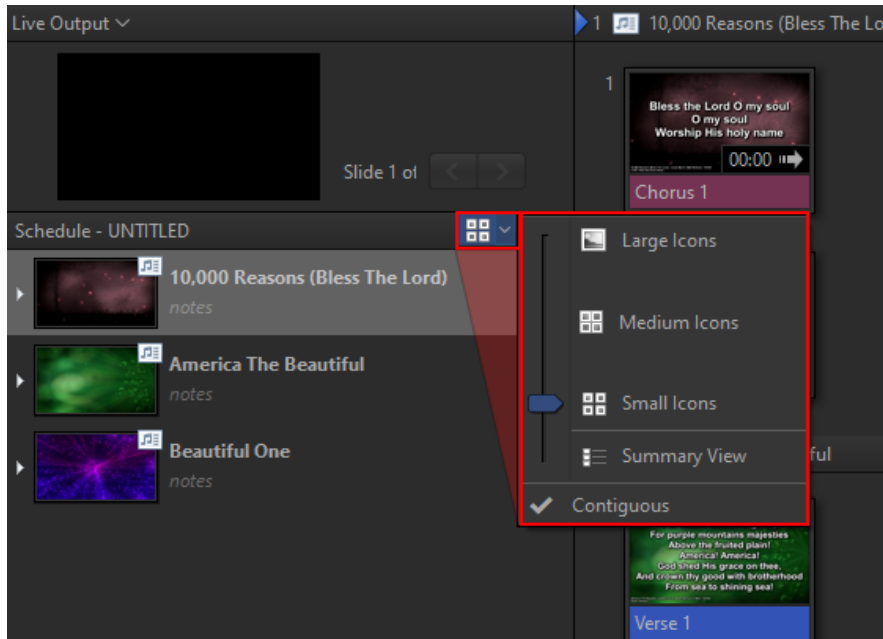 Live Output
1 10,000 Reasons (Bless The Lo
1
Bless the Lord O my soul
O my soul
Worship His holy name
00:00
Chorus 1
Slide 1 of
Schedule - UNTITLED
10,000 Reasons (Bless The Lord)
notes
America The Beautiful
notes
Beautiful One
notes
Large Icons
Medium Icons
Small Icons
Summary View
Contiguous
ful
For purple mountains majesties
Above the fruited plain!
America! America!
God shed His grace on thee,
And crown thy good with brotherhood
From sea to shining sea!
Verse 1